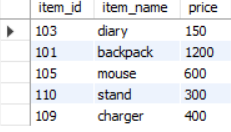 item_id item_name price
103 diary 150
101 backpack 1200
105 mouse 600
110 stand 300
109 charger 400